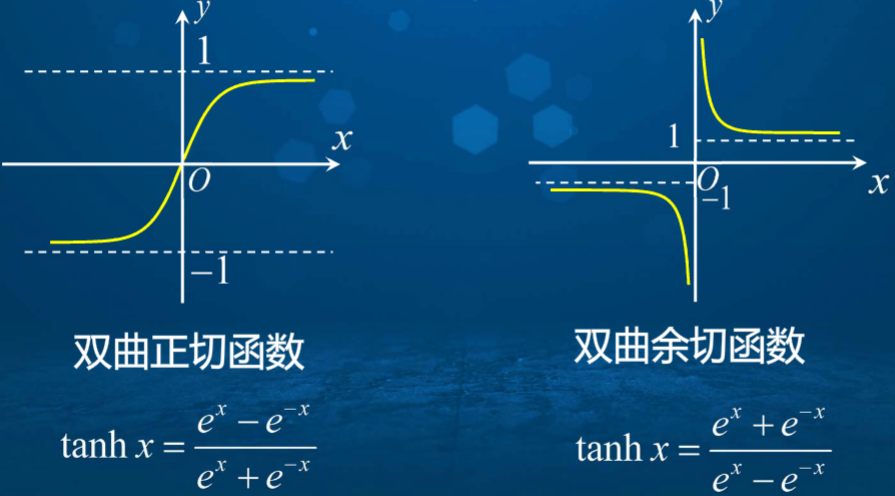 y
1
x
O
−1
双曲正切函数
tanh x = \frac{e^x − e^{−x}}{e^x + e^{−x}}
y
1
O
x
−1
双曲余切函数
tanh x = \frac{e^x + e^{−x}}{e^x − e^{−x}}